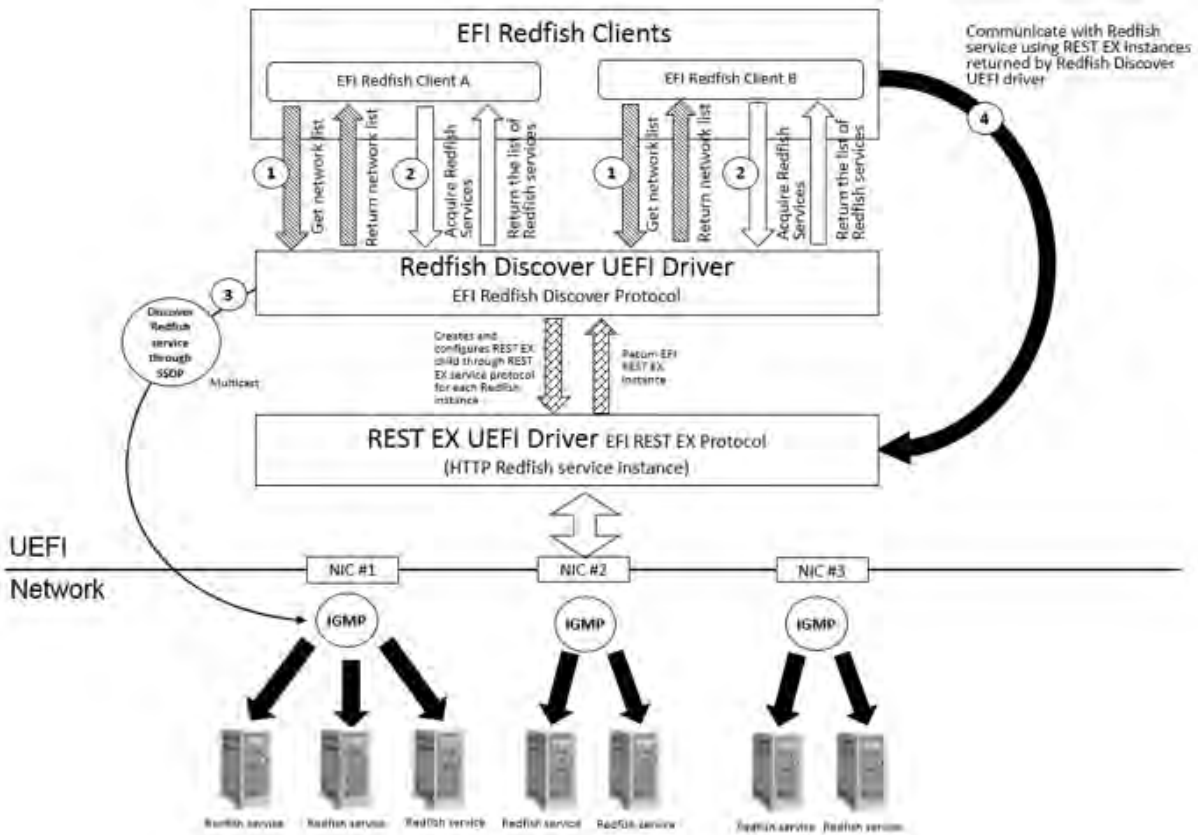 EFI Redfish Clients
Communicate with Redfish
service using REST EX instances
returned by Redfish Discover
UEFI driver
EFI Redfish Client A
EFI Redfish Client B
4
1
Get network list
Return network list
2
Acquire Redfish
Services
Return the list of
Redfish services
1
Get network list
Return network list
2
Acquire Redfish
Services
Return the list of
Redfish services
Redfish Discover UEFI Driver
EFI Redfish Discover Protocol
3
Discover
Redfish
service
through
SSDP
Multicast
Creates and
configures REST EX
child through REST
EX service protocol
for each Redfish
instance
Return EFI
REST EX
Instance
REST EX UEFI Driver EFI REST EX Protocol
(HTTP Redfish service instance)
UEFI
Network
NIC #1
NIC #2
NIC #3
IGMP
IGMP
IGMP
Redfish service
Redfish service
Redfish service
Redfish service
Redfish service
Redfish service
Redfish service